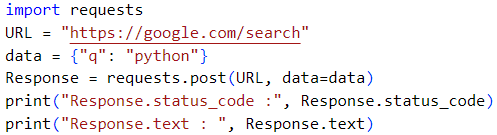 import requests
URL = "https://google.com/search"
data = {"q": "python"}
Response = requests.post(URL, data=data)
print("Response.status_code :", Response.status_code)
print("Response.text : ", Response.text)